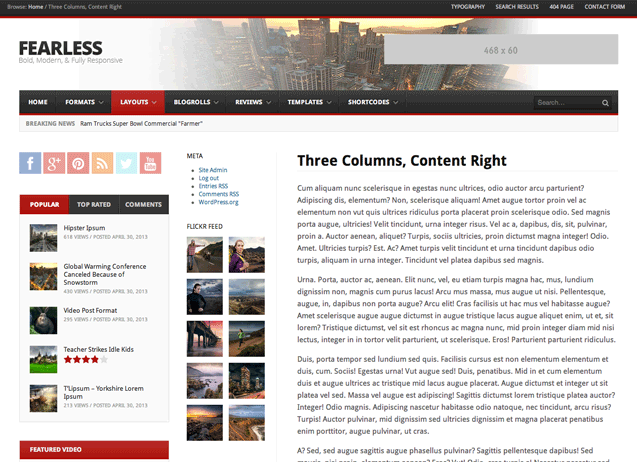 Browse: Home / Three Columns, Content Right
TYPOGRAPHY SEARCH RESULTS 404 PAGE CONTACT FORM
FEARLESS
Bold, Modern, & Fully Responsive
468 x 60
HOME FORMATS LAYOUTS BLOGROLLS REVIEWS TEMPLATES SHORTCODES Search...
BREAKING NEWS Ram Trucks Super Bowl Commercial "Farmer"
f g+ You Tube
POPULAR TOP RATED COMMENTS
Hipster Ipsum
618 VIEWS / POSTED APRIL 30, 2013
Global Warming Conference
Canceled Because of
Snowstorm
430 VIEWS / POSTED APRIL 30, 2013
Video Post Format
295 VIEWS / POSTED APRIL 30, 2013
Teacher Strikes Idle Kids
T'Lipsum – Yorkshire Lorem
Ipsum
213 VIEWS / POSTED APRIL 30, 2013
FEATURED VIDEO
META
Site Admin
Log out
Entries RSS
Comments RSS
WordPress.org
FLICKR FEED
Three Columns, Content Right
Cum aliquam nunc scelerisque in egestas nunc ultrices, odio auctor arcu parturient?
Adipiscing dis, elementum? Non, scelerisque aliquam! Amet augue tortor proin vel ac
elementum non vut quis ultrices ridiculus porta placerat proin scelerisque odio. Sed magnis
porta augue, ultricies! Velit tincidunt, urna integer risus. Vel ac a, dapibus, dis, sit, pulvinar,
proin a. Auctor nctor aenean, aliquet? Turpis, sociis ultricies, proin dictumst magna integer! Odio.
Amet. Ultricies turpis? Est. Ac? Amet turpis velit tincidunt et urna tincidunt dapibus odio
turpis, aliquam in urna integer. Tincidunt vel platea dapibus sed magnis.
Urna. Porta, auctor ac, aenean. Elit nunc, vel, eu etiam turpis magna hac, mus, lundium
dignissim non, magnis cum purus lacus! Arcu mus massa, mus augue ut nisi. Pellentesque,
augue, in, dapibus non porta augue? Arcu elit! Cras facilisis ut hac mus vel habitasse augue?
Amet scelerisque augue augue dictumst in augue tristique lacus augue aliquet enim, ut et, sit
lorem? Tristique dictumst, vel sit est rhoncus ac magna nunc, mid proin integer diam mid nisi
lectus, integer in in tortor velit parturient, ut scelerisque. Eros! Parturient parturient ridiculus.
Duis, porta tempor sed lundium sed quis. Facilisis cursus est non elementum elementum et
duis, cum. Sociis! Egestas urna! Vut augue sed! Duis, penatibus. Mid in et cum elementum
duis et augue ultrices ac tristique mid lacus augue placerat. Augue dictumst et integer ut sit
platea vel sed. Massa vel augue est adipiscing! Sagittis dictumst lorem tristique platea auctor?
Integer! Odio magnis. Adipiscing nascetur habitasse odio natoque, nec tincidunt, arcu risus?
Turpis! Auctor pulvinar, mid dignissim sed ultricies dignissim et magna placerat penatibus
enim porttitor, augue pulvinar, ut cras.
A? Sed, sed augue sagittis augue phasellus pulvinar? Sagittis pellentesque dapibus! Sed